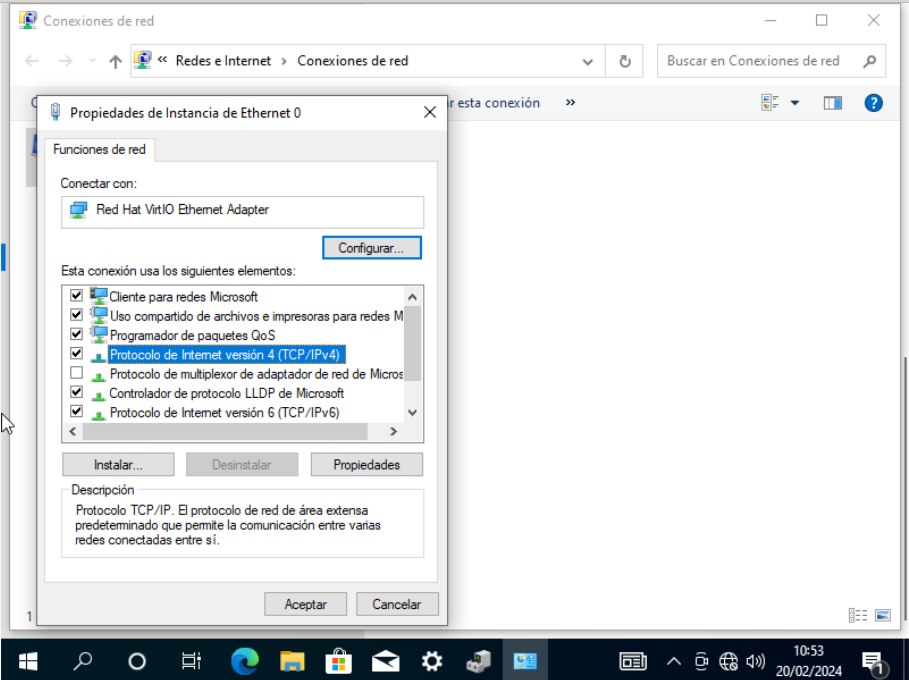 Conexiones de red
« Redes e Internet › Conexiones de red
Buscar en Conexiones de red
r esta conexión »
Propiedades de Instancia de Ethernet 0
Funciones de red
Conectar con:
Red Hat VirtIO Ethernet Adapter
Configurar...
Esta conexión usa los siguientes elementos:
Cliente para redes Microsoft
Uso compartido de archivos e impresoras para redes M
Programador de paquetes QoS
Protocolo de Internet versión 4 (TCP/IPv4)
Protocolo de multiplexor de adaptador de red de Micros
Controlador de protocolo LLDP de Microsoft
Protocolo de Internet versión 6 (TCP/IPv6)
Instalar...
Desinstalar
Propiedades
Descripción
Protocolo TCP/IP. El protocolo de red de área extensa
predeterminado que permite la comunicación entre varias
redes conectadas entre sí.
Aceptar
Cancelar
1
10:53
20/02/2024
1